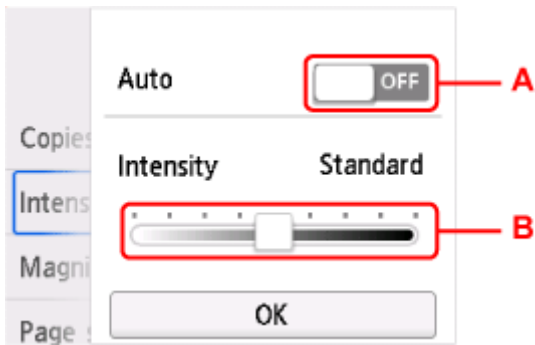 Auto
OFF
A
Copies
Intensity
Standard
Intens
B
Magni
OK
Page s